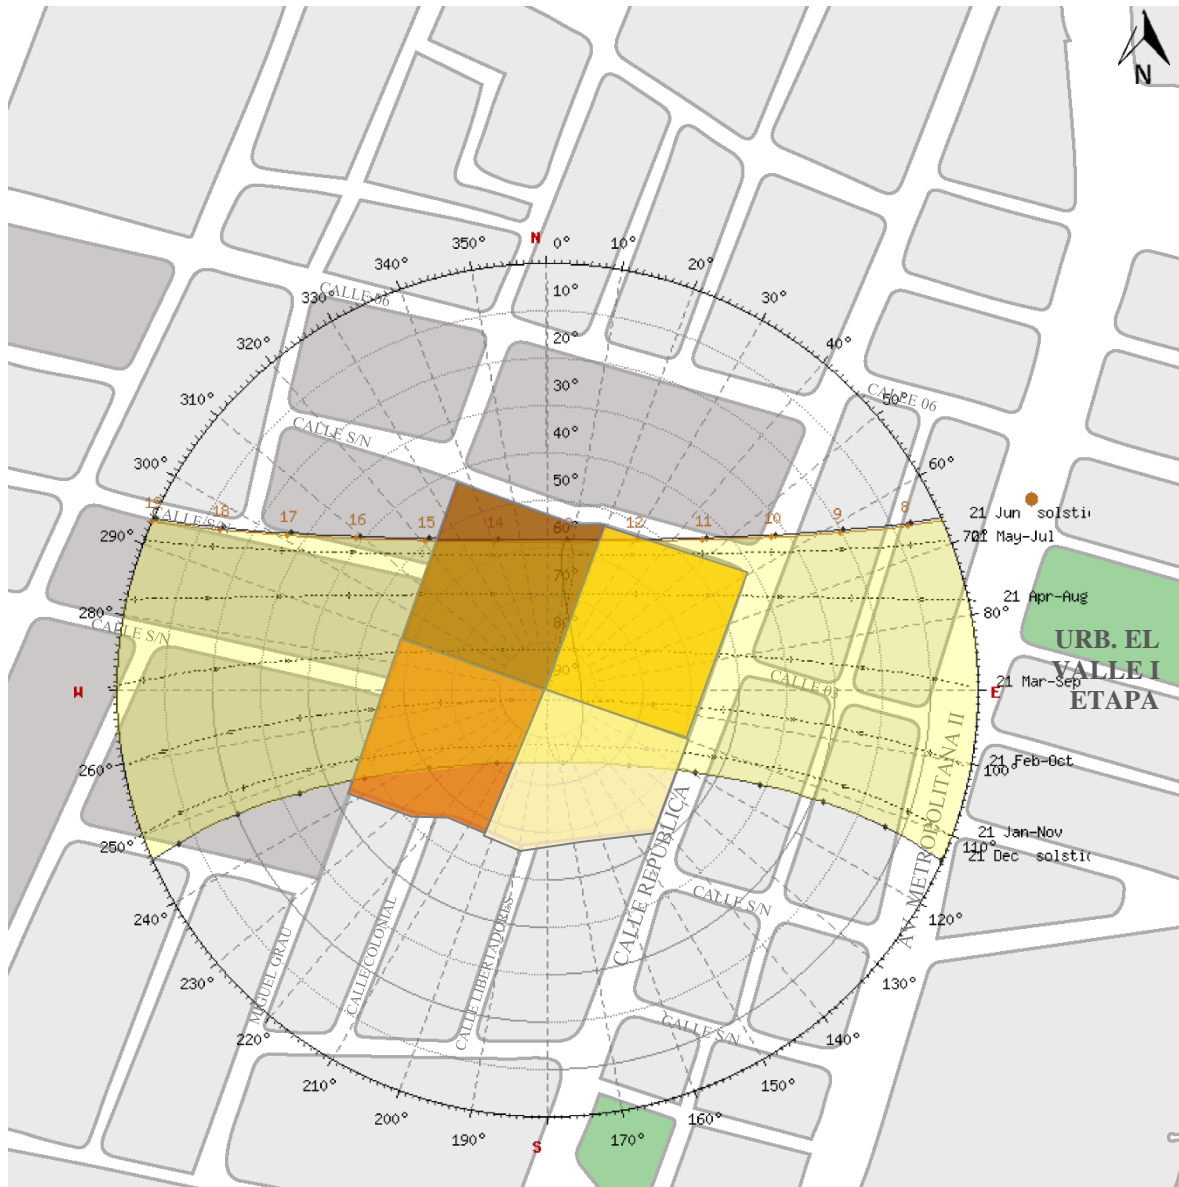 N
N
350° 0° 10°
340° 20°
10°
CALLE 06
330° 30°
320° 20° 40°
30°
CALLE 06
310° 50°
40°
CALLE S/N
300° 50° 60°
19 18 17 16 15 14 13 12 11 10 9 8
CALLE S/N
21 Jun solsti
290° 60° 70°
21 May-Jul
70°
21 Apr-Aug
280° 80°
80°
CALLE S/N
URB. EL
VALLE I
ETAPA
90°
CALLE 03
21 Mar-Sep
W
E
260° 100°
21 Feb-Oct
21 Jan-Nov
250° 110°
21 Dec solsti
CALLE REPUBLICA
AV. METROPOLITANA II
CALLE S/N
240° 120°
MIGUEL GRAU
CALLE COLONIAL
CALLE LIBERTADORES
230° 130°
220° 140°
CALLE S/N
210° 150°
200° 160°
190° 170°
S